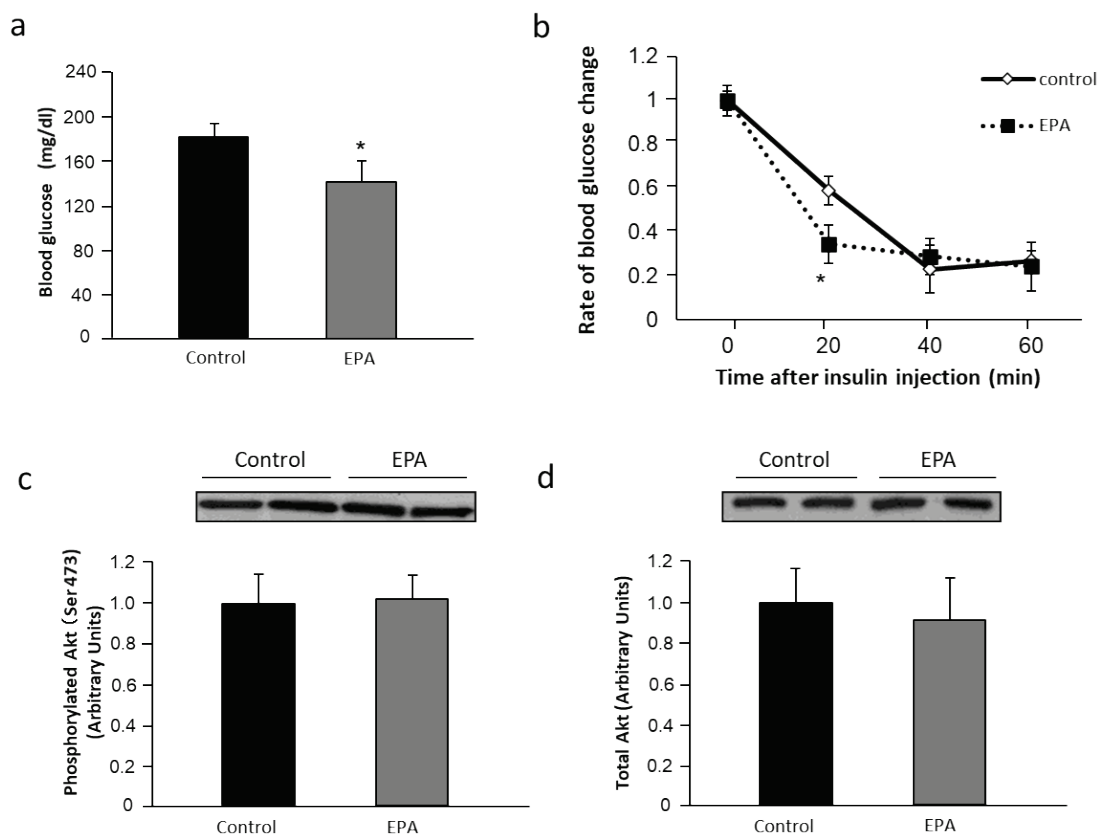 a
Blood glucose (mg/dl)
240
200
160
120
80
40
0
*
Control
EPA
b
Rate of blood glucose change
1.2
1
0.8
0.6
0.4
0.2
0
*
control
EPA
0
20
40
60
Time after insulin injection (min)
c
Control
EPA
Phosphorylated Akt (Ser 473)
(Arbitrary Units)
1.2
1.0
0.8
0.6
0.4
0.2
0
Control
EPA
d
Control
EPA
Total Akt (Arbitrary Units)
1.2
1.0
0.8
0.6
0.4
0.2
0
Control
EPA